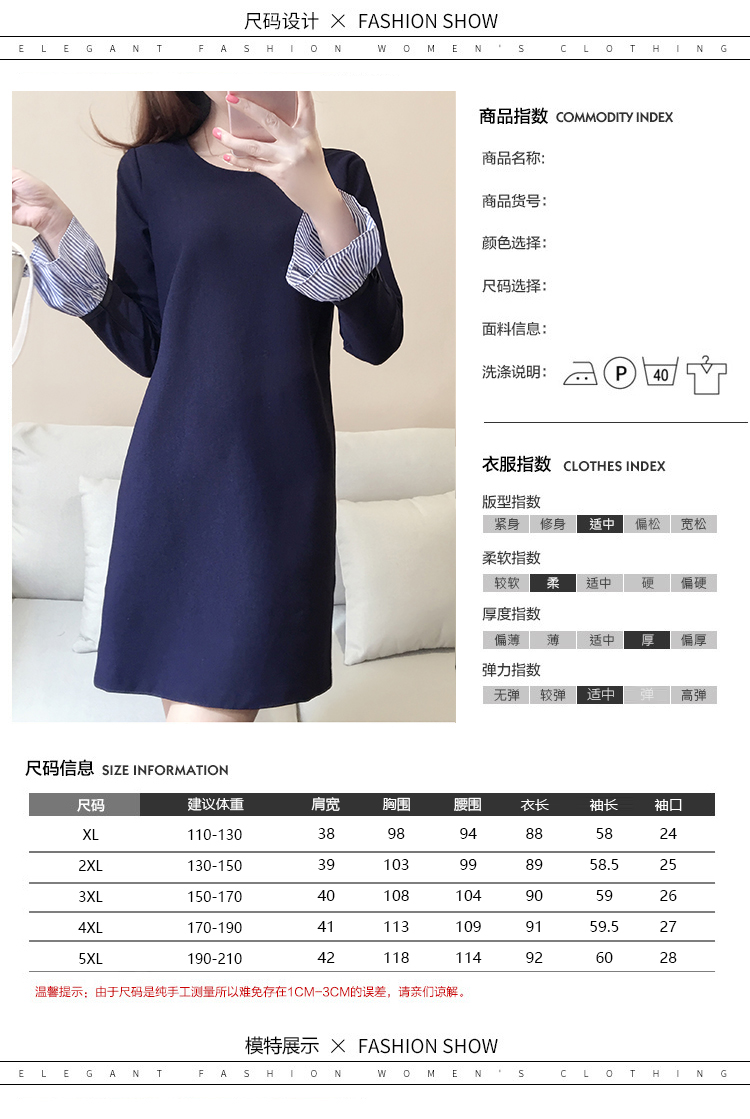 尺码设计 × FASHION SHOW
ELEGANT FASHION WOMEN'S CLOTHING
商品指数 COMMODITY INDEX
商品名称:
商品货号:
颜色选择:
尺码选择:
面料信息:
洗涤说明: P 40 ?
衣服指数 CLOTHES INDEX
版型指数
紧身 修身 适中 偏松 宽松
柔软指数
较软 柔 适中 硬 偏硬
厚度指数
偏薄 薄 适中 厚 偏厚
弹力指数
无弹 较弹 适中 弹 高弹
尺码信息 SIZE INFORMATION
尺码 建议体重 肩宽 胸围 腰围 衣长 袖长 袖口
XL 110-130 38 98 94 88 58 24
2XL 130-150 39 103 99 89 58.5 25
3XL 150-170 40 108 104 90 59 26
4XL 170-190 41 113 109 91 59.5 27
5XL 190-210 42 118 114 92 60 28
温馨提示：由于尺码是纯手工测量所以难免存在1CM-3CM的误差，请亲们谅解。
模特展示 × FASHION SHOW
ELEGANT FASHION WOMEN'S CLOTHING